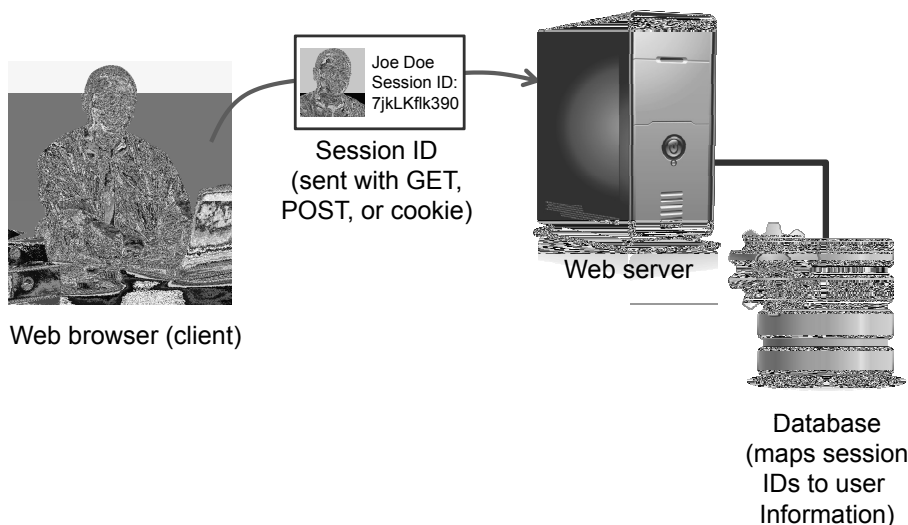 Joe Doe
Session ID:
7jkLKflk390
Session ID
(sent with GET,
POST, or cookie)
Web server
Web browser (client)
Database
(maps session
IDs to user
Information)